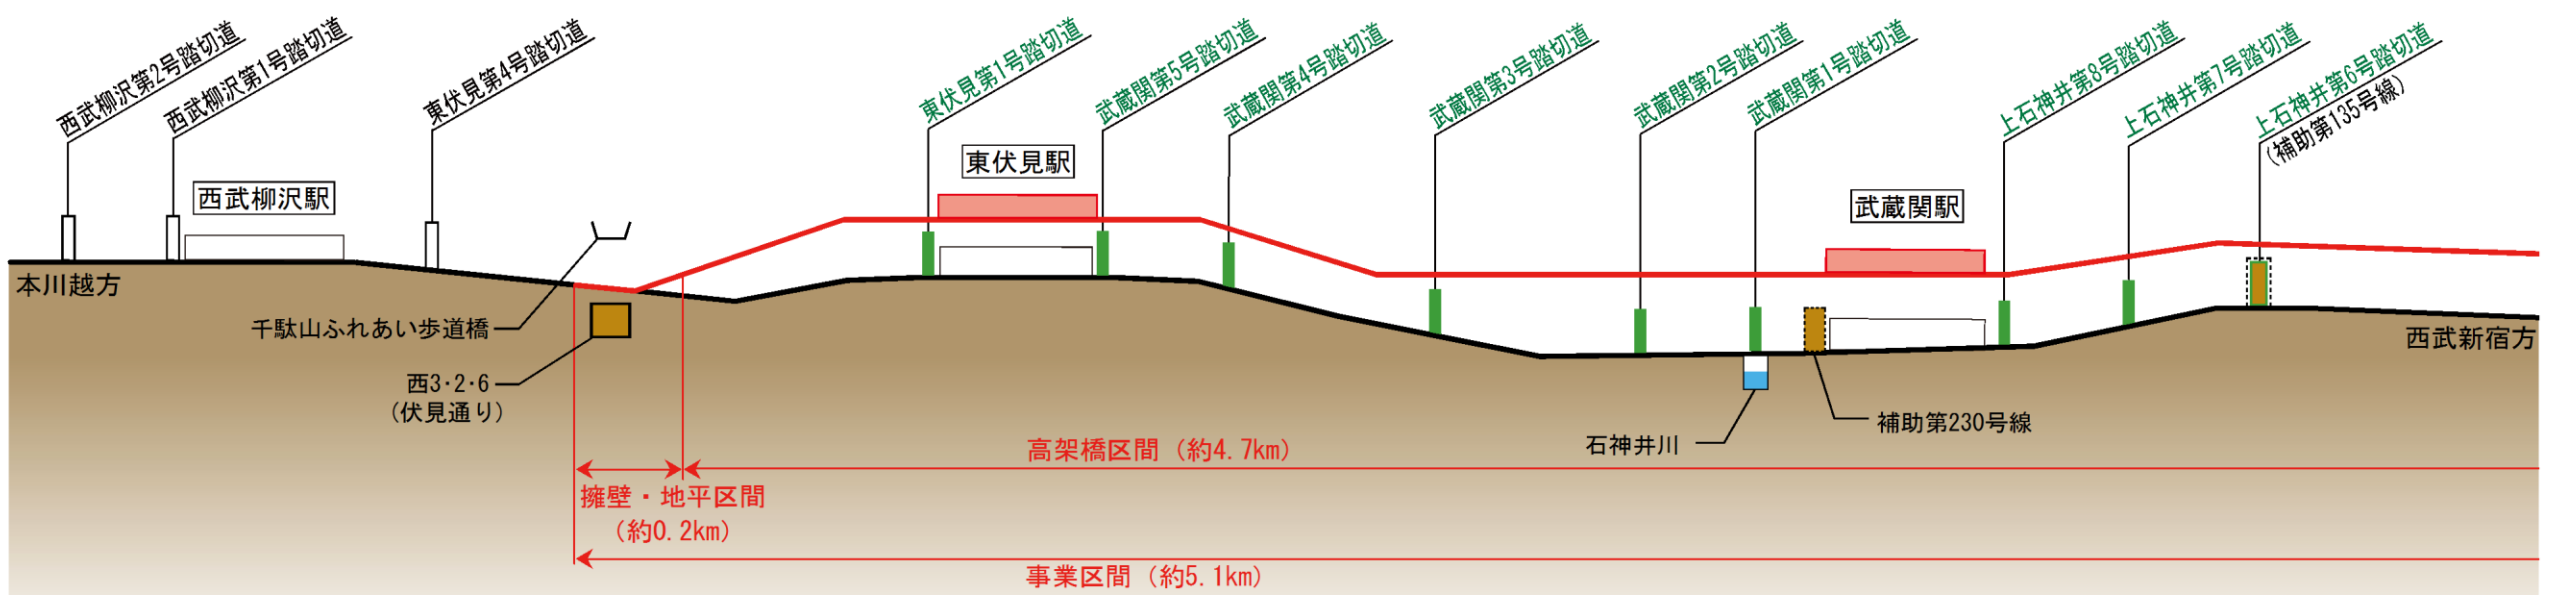 西武柳沢第2号踏切道
西武柳沢第1号踏切道
東伏見第4号踏切道
東伏見第1号踏切道
武蔵関第5号踏切道
武蔵関第4号踏切道
武蔵関第3号踏切道
武蔵関第2号踏切道
武蔵関第1号踏切道
上石神井第8号踏切道
上石神井第7号踏切道
上石神井第6号踏切道
(補助第135号線)
西武柳沢駅
東伏見駅
武蔵関駅
本川越方
西武新宿方
千駄山ふれあい歩道橋
西3・2・6
(伏見通り)
石神井川
補助第230号線
高架橋区間(約4.7km)
擁壁・地平区間
(約0.2km)
事業区間(約5.1km)